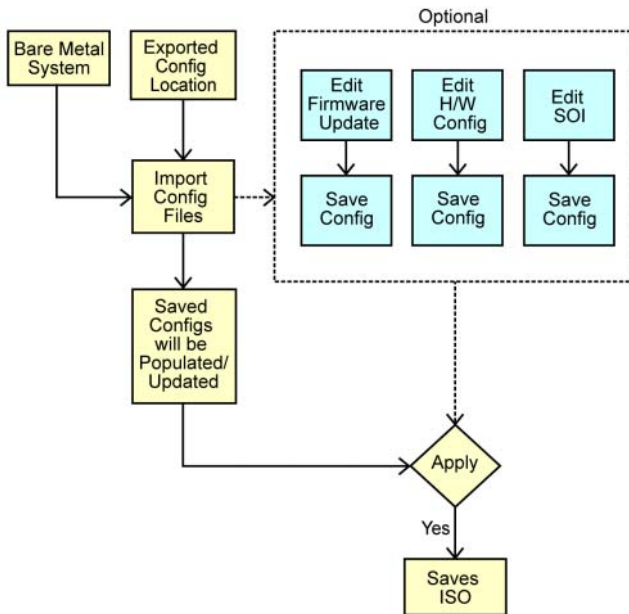 Optional
Bare Metal
System
Exported
Config
Location
Edit
Firmware
Update
Edit
H/W
Config
Edit
SOI
Import
Config
Files
Save
Config
Save
Config
Save
Config
Saved
Configs
will be
Populated/
Updated
Apply
Yes
Saves
ISO